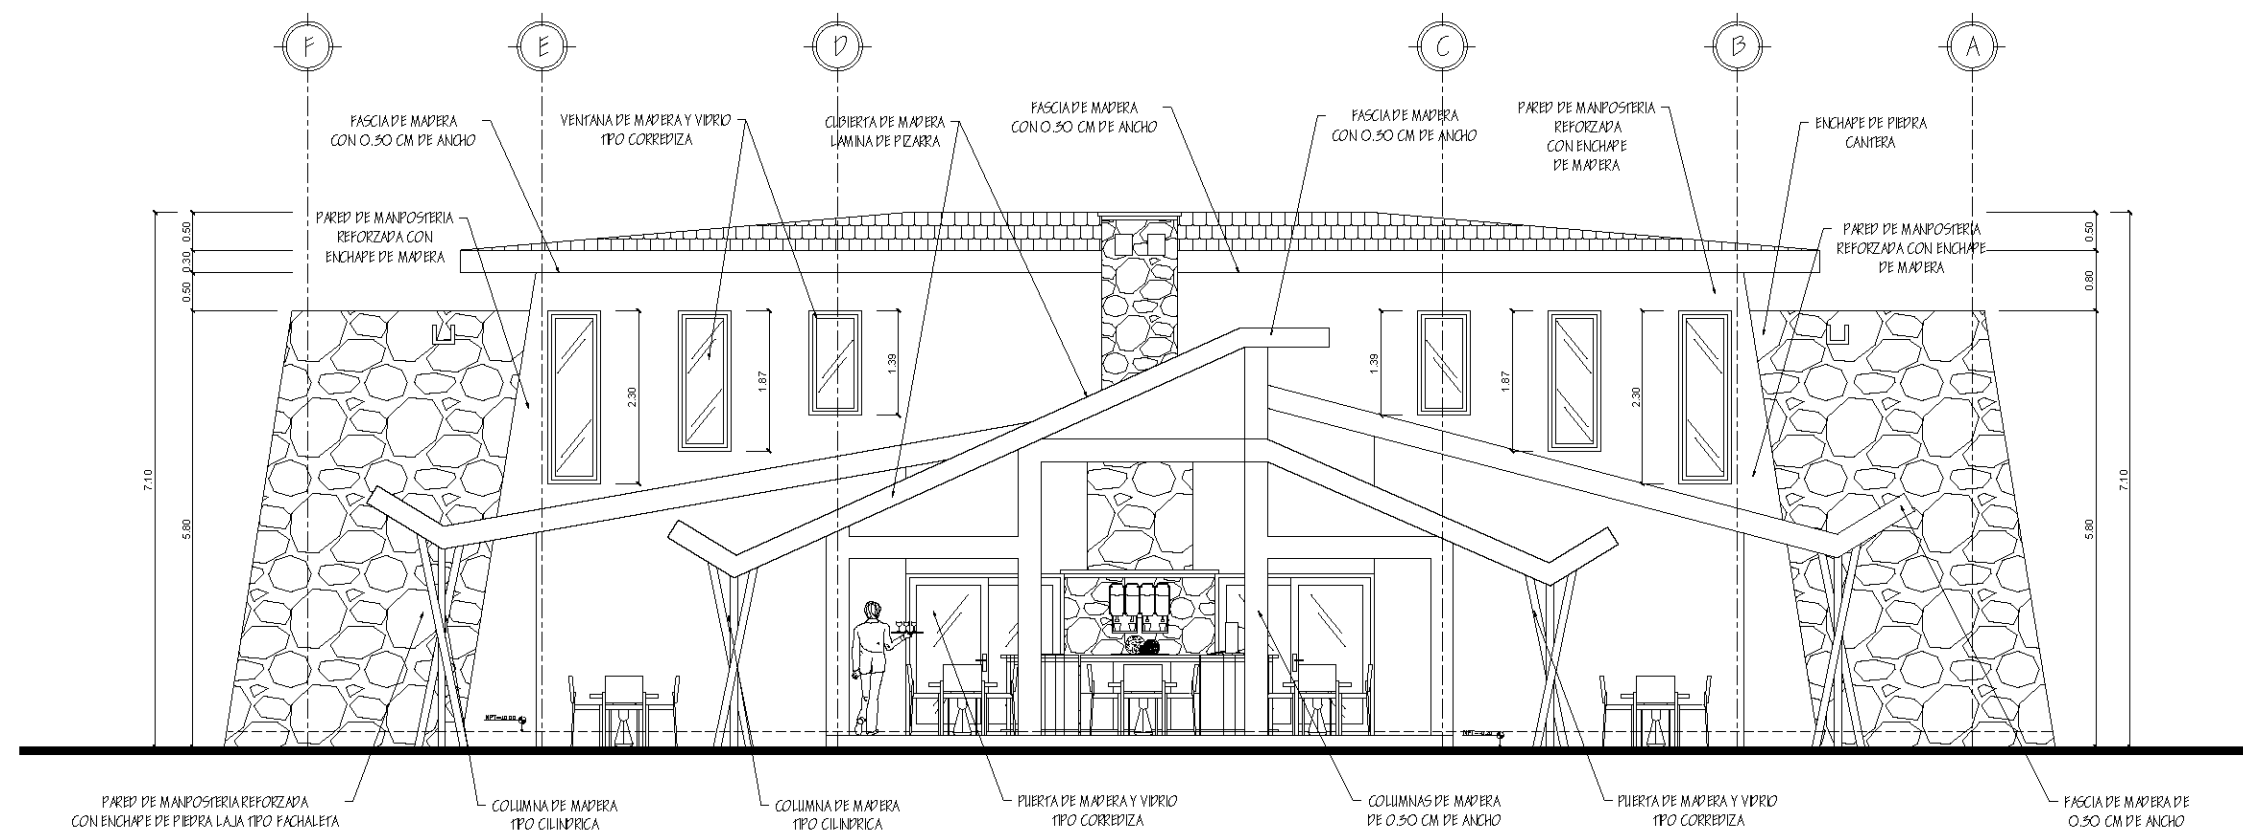 F
E
D
C
B
A
FASCIA DE MADERA
CON 0.30 CM DE ANCHO
VENTANA DE MADERA Y VIDRIO
TIPO CORREDIZA
CUBIERTA DE MADERA
LAMINA DE PIZARRA
FASCIA DE MADERA
CON 0.30 CM DE ANCHO
FASCIA DE MADERA
CON 0.30 CM DE ANCHO
PARED DE MANPOSTERIA
REFORZADA
CON ENCHAPE
DE MADERA
ENCHAPE DE PIEDRA
CANTERA
PARED DE MANPOSTERIA
REFORZADA CON
ENCHAPE DE MADERA
PARED DE MANPOSTERIA
REFORZADA CON ENCHAPE
DE MADERA
0.50
0.30
0.50
5.80
7.10
2.30
1.87
1.39
1.39
1.87
2.30
0.50
0.80
5.80
7.10
PARED DE MANPOSTERIA REFORZADA
CON ENCHAPE DE PIEDRA LAJA TIPO FACHALETA
COLUMNA DE MADERA
TIPO CILINDRICA
COLUMNA DE MADERA
TIPO CILINDRICA
PUERTA DE MADERA Y VIDRIO
TIPO CORREDIZA
COLUMNAS DE MADERA
DE 0.30 CM DE ANCHO
PUERTA DE MADERA Y VIDRIO
TIPO CORREDIZA
FASCIA DE MADERA DE
0.30 CM DE ANCHO